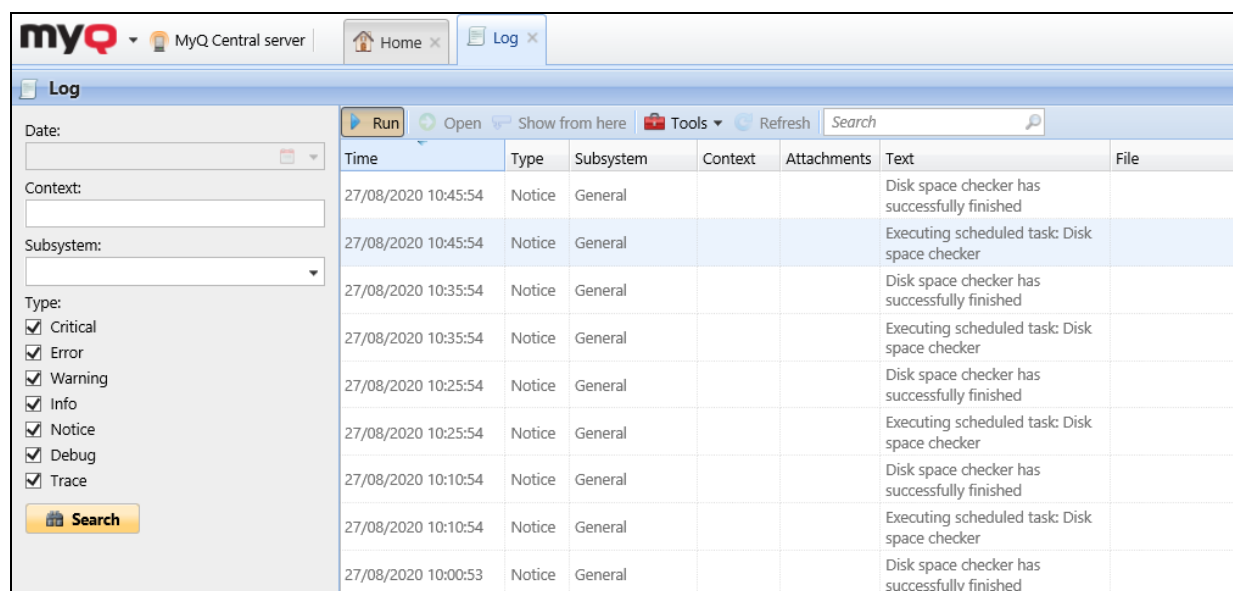 myQ MyQ Central server Home Log
Log
Run Open Show from here Tools Refresh Search
Date:
Context:
Subsystem:
Type:
Critical
Error
Warning
Info
Notice
Debug
Trace
Search
Time Type Subsystem Context Attachments Text File
27/08/2020 10:45:54 Notice General Disk space checker has
successfully finished
27/08/2020 10:45:54 Notice General Executing scheduled task: Disk
space checker
27/08/2020 10:35:54 Notice General Disk space checker has
successfully finished
27/08/2020 10:35:54 Notice General Executing scheduled task: Disk
space checker
27/08/2020 10:25:54 Notice General Disk space checker has
successfully finished
27/08/2020 10:25:54 Notice General Executing scheduled task: Disk
space checker
27/08/2020 10:10:54 Notice General Disk space checker has
successfully finished
27/08/2020 10:10:54 Notice General Executing scheduled task: Disk
space checker
27/08/2020 10:00:53 Notice General Disk space checker has
successfully finished